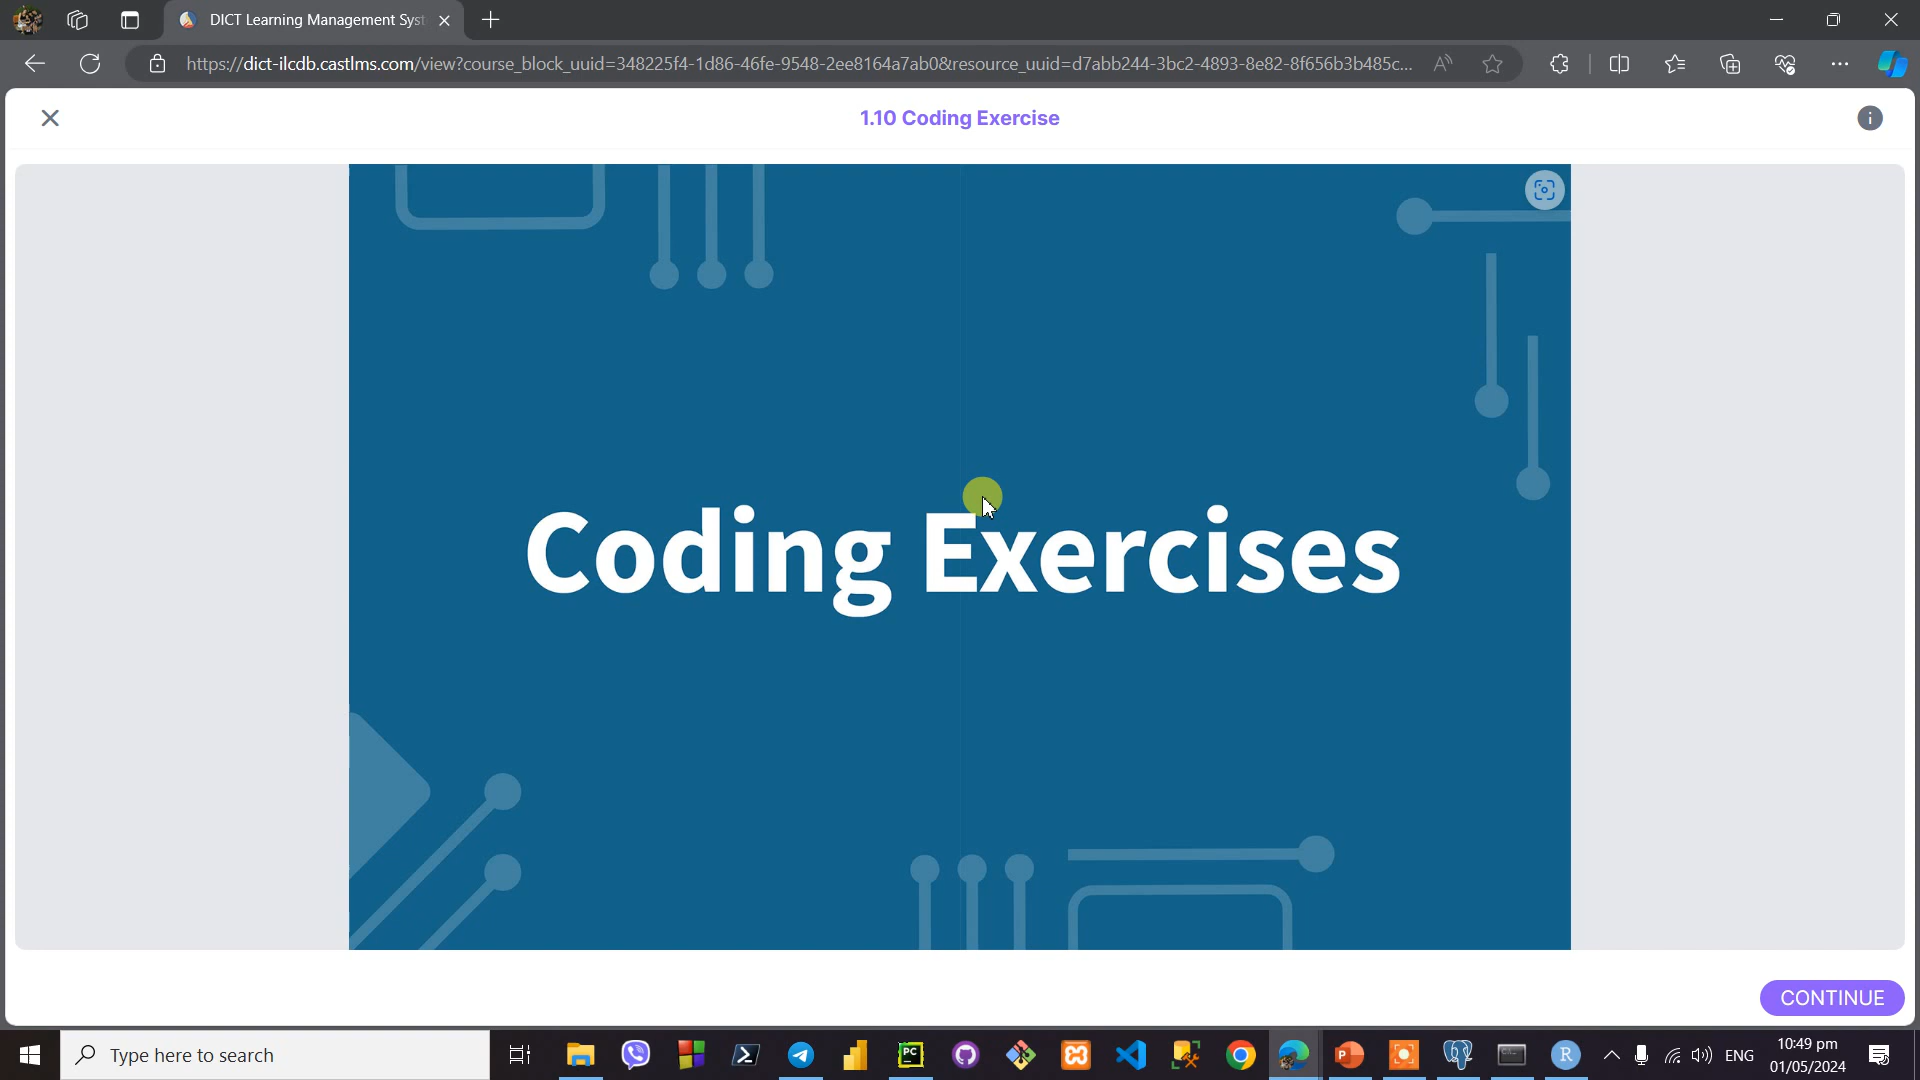 DICT Learning Management Syst
https://dict-ilcdb.castlms.com/view?course_block_uuid=348225f4-1d86-46fe-9548-2ee8164a7ab0&resource_uuid=d7abb244-3bc2-4893-8e82-8f656b3b485c...
1.10 Coding Exercise
Coding Exercises
CONTINUE
Type here to search
PC
R
ENG
10:49 pm
01/05/2024